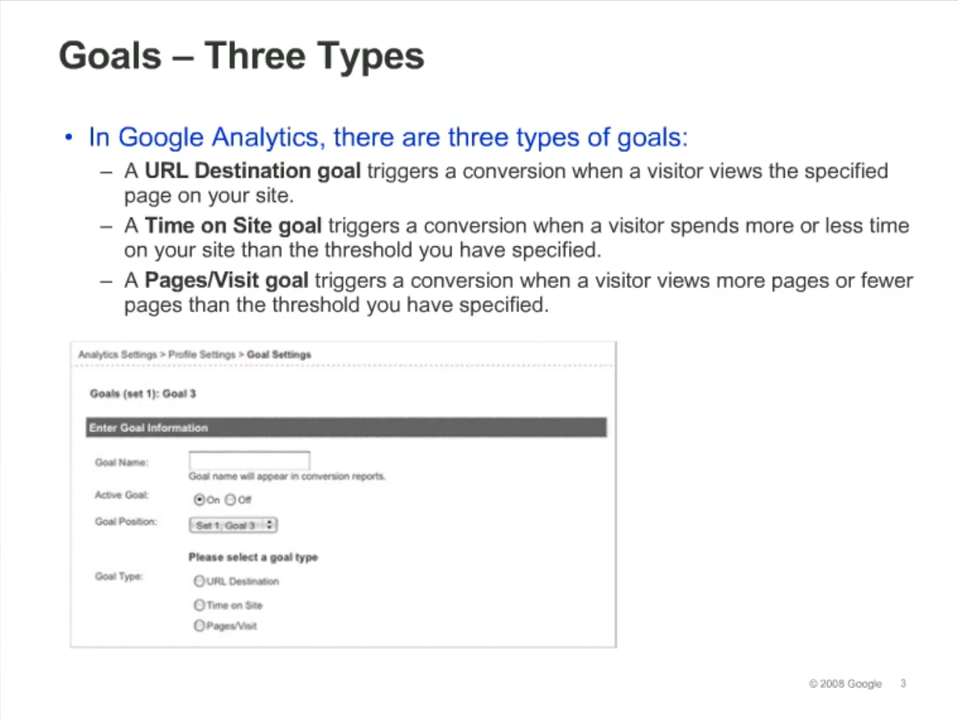 Goals – Three Types
• In Google Analytics, there are three types of goals:
– A URL Destination goal triggers a conversion when a visitor views the specified
page on your site.
– A Time on Site goal triggers a conversion when a visitor spends more or less time
on your site than the threshold you have specified.
– A Pages/Visit goal triggers a conversion when a visitor views more pages or fewer
pages than the threshold you have specified.
Analytics Settings > Profile Settings > Goal Settings
Goals (set 1): Goal 3
Enter Goal Information
Goal Name:
Goal name will appear in conversion reports.
Active Goal: On Off
Goal Position: Set 1, Goal 3
Please select a goal type
Goal Type: URL Destination
Time on Site
Pages/Visit
© 2008 Google 3